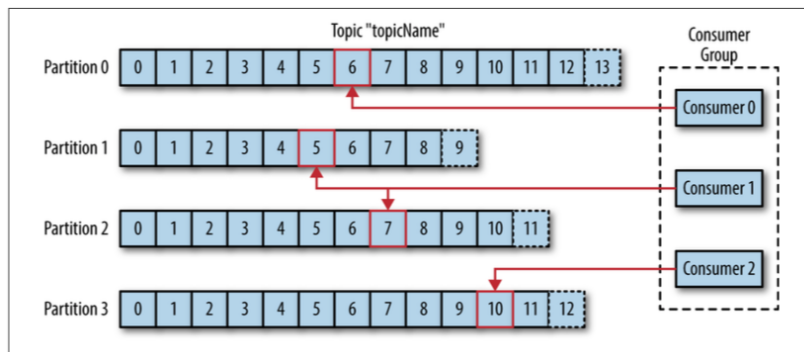 Topic "topicName"
Consumer
Group
Partition 0
0 1 2 3 4 5 6 7 8 9 10 11 12 13
Consumer 0
Partition 1
0 1 2 3 4 5 6 7 8 9
Consumer 1
Partition 2
0 1 2 3 4 5 6 7 8 9 10 11
Consumer 2
Partition 3
0 1 2 3 4 5 6 7 8 9 10 11 12